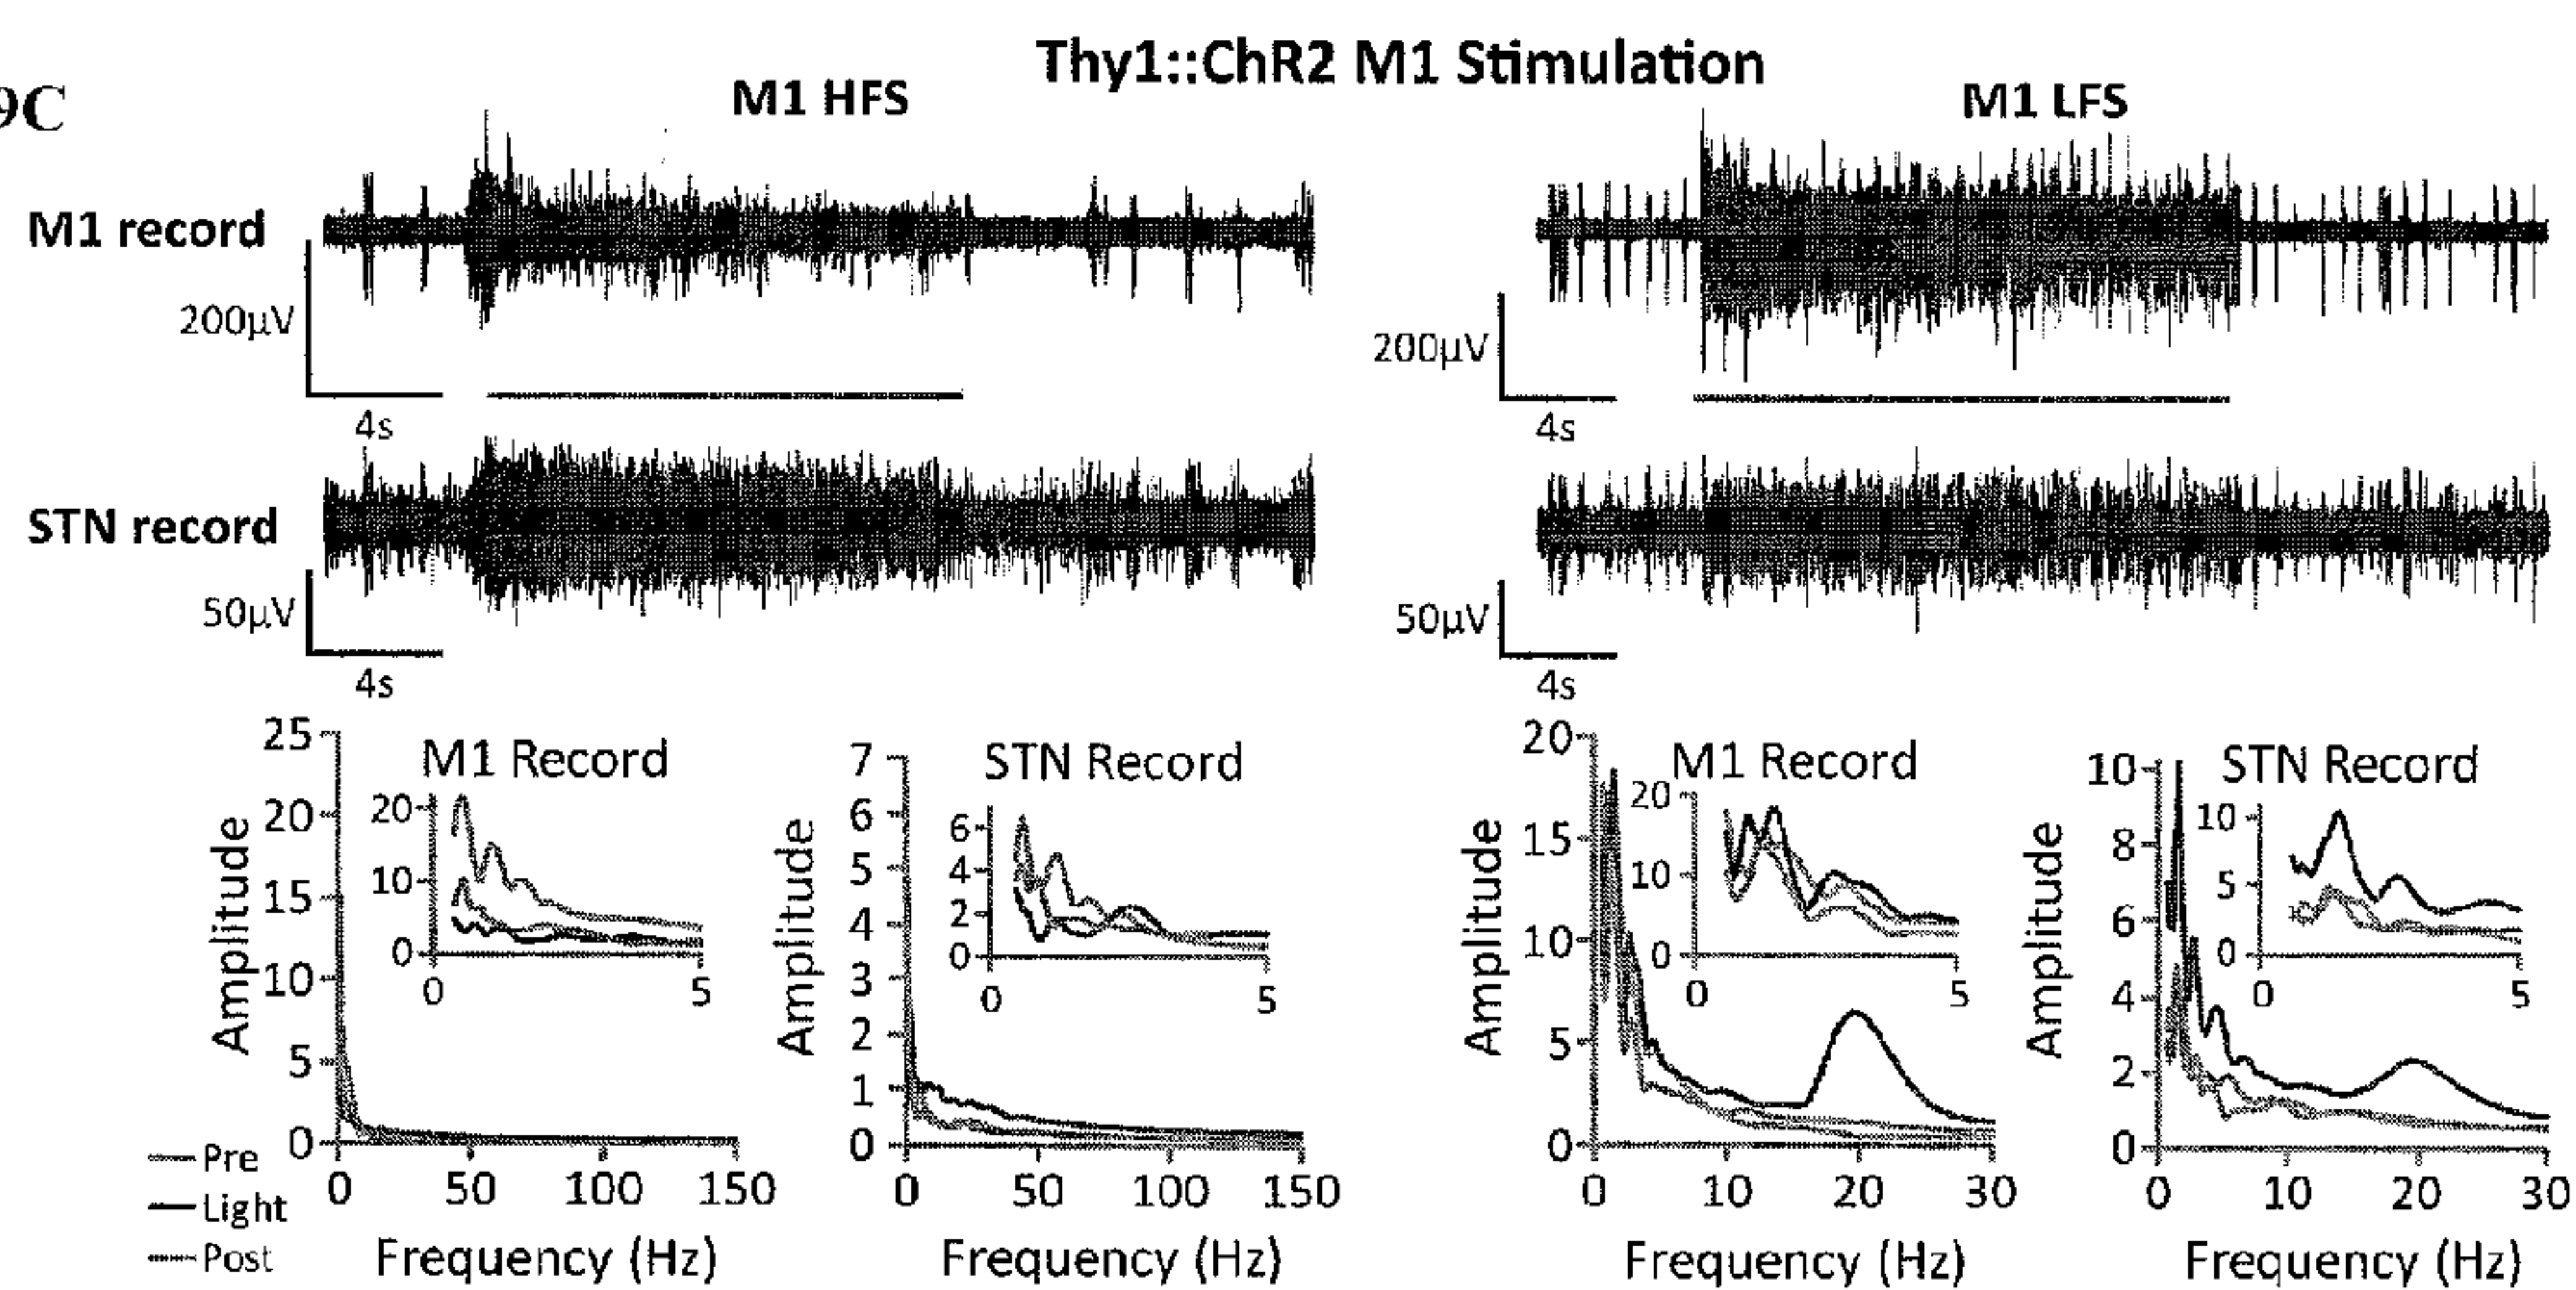 9C
Thy1::ChR2 M1 Stimulation
M1 HFS
M1 LFS
M1 record
200µV
4s
200µV
4s
STN record
50µV
4s
50µV
4s
M1 Record
Amplitude
25
20
15
10
5
0
20
10
0
0
5
0
50
100
150
Frequency (Hz)
STN Record
Amplitude
7
6
5
4
3
2
1
0
6
4
2
0
0
5
0
50
100
150
Frequency (Hz)
M1 Record
Amplitude
20
15
10
5
0
20
10
0
0
5
0
10
20
30
Frequency (Hz)
STN Record
Amplitude
10
8
6
4
2
0
10
5
0
0
5
0
10
20
30
Frequency (Hz)
Pre
Light
Post